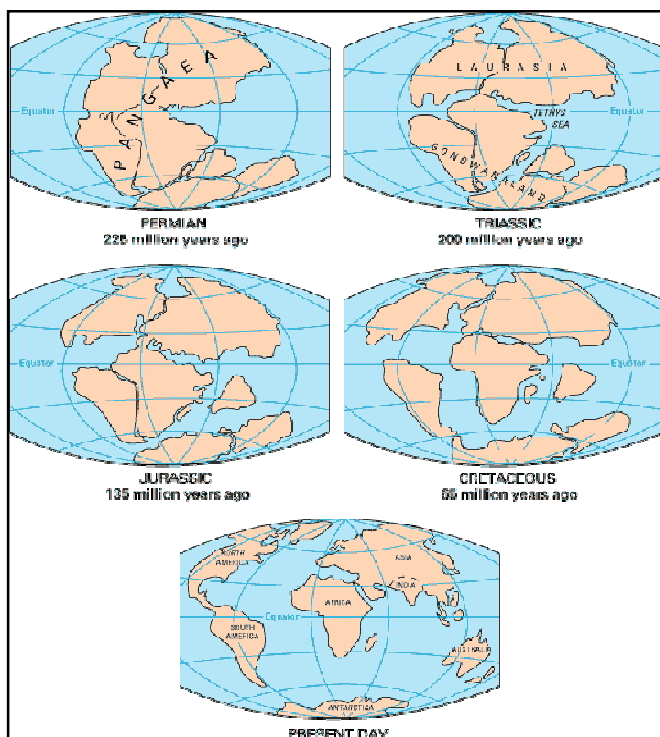 PANGAEA
Equator
PERMIAN
225 million years ago
LAURASIA
TETHYS
SEA
Equator
GONDWANALAND
TRIASSIC
200 million years ago
Equator
JURASSIC
135 million years ago
Equator
CRETACEOUS
65 million years ago
NORTH
AMERICA
ASIA
INDIA
AFRICA
Equator
SOUTH
AMERICA
AUSTRALIA
ANTARCTICA
PRESENT DAY